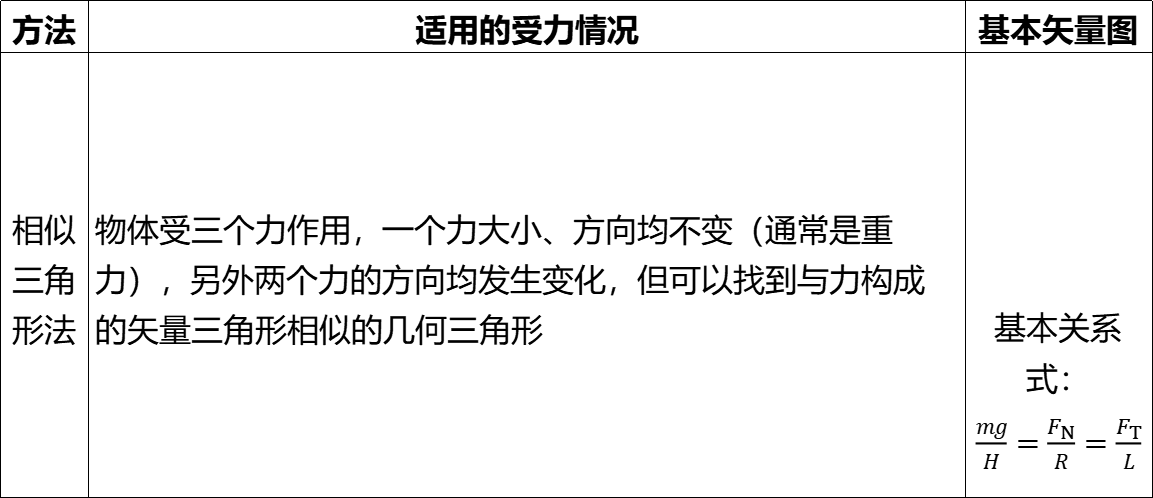 方法 适用的受力情况 基本矢量图
相似
三角
形法
物体受三个力作用，一个力大小、方向均不变（通常是重
力），另外两个力的方向均发生变化，但可以找到与力构成
的矢量三角形相似的几何三角形
基本关系
式：
mg/H = F_N/R = F_T/L